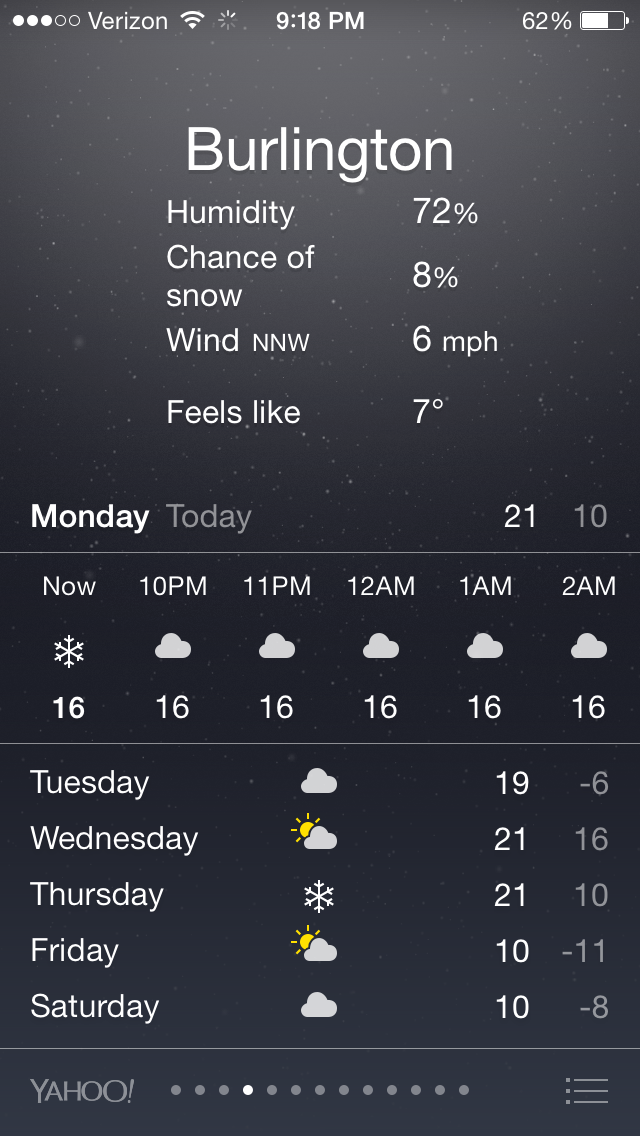 Verizon 9:18 PM 62%
Burlington
Humidity 72%
Chance of
snow 8%
Wind NNW 6 mph
Feels like 7°
Monday Today 21 10
Now 10PM 11PM 12AM 1AM 2AM
16 16 16 16 16 16
Tuesday 19 -6
Wednesday 21 16
Thursday 21 10
Friday 10 -11
Saturday 10 -8
YAHOO!